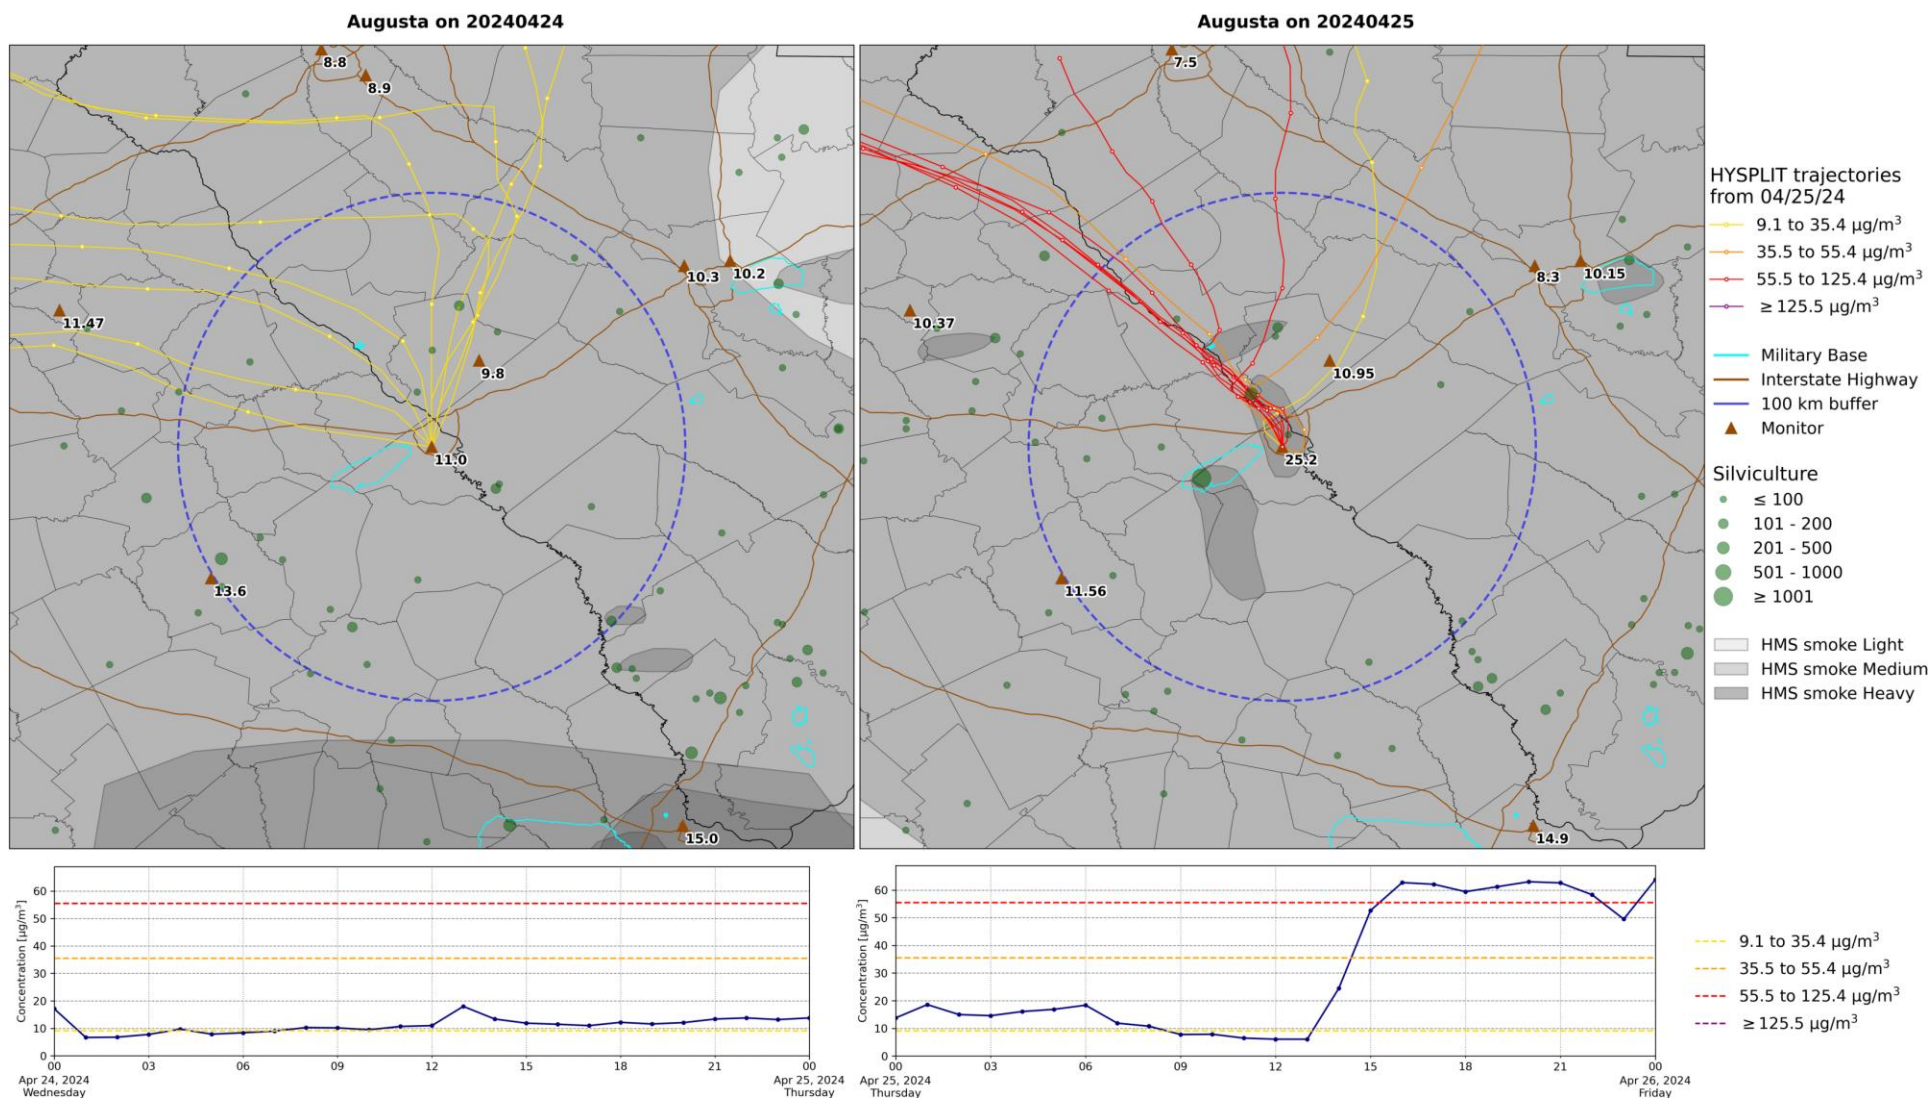 Augusta on 20240424
8.8
8.9
10.3
10.2
11.47
9.8
11.0
13.6
15.0
Augusta on 20240425
7.5
8.3
10.15
10.37
10.95
25.2
11.56
14.9
HYSPLIT trajectories
from 04/25/24
9.1 to 35.4 µg/m³
35.5 to 55.4 µg/m³
55.5 to 125.4 µg/m³
≥ 125.5 µg/m³
Military Base
Interstate Highway
100 km buffer
Monitor
Silviculture
≤ 100
101 - 200
201 - 500
501 - 1000
≥ 1001
HMS smoke Light
HMS smoke Medium
HMS smoke Heavy
Concentration [µg/m³]
60
50
40
30
20
10
0
00 03 06 09 12 15 18 21 00
Apr 24, 2024
Wednesday
Apr 25, 2024
Thursday
Concentration [µg/m³]
60
50
40
30
20
10
0
00 03 06 09 12 15 18 21 00
Apr 25, 2024
Thursday
Apr 26, 2024
Friday
9.1 to 35.4 µg/m³
35.5 to 55.4 µg/m³
55.5 to 125.4 µg/m³
≥ 125.5 µg/m³